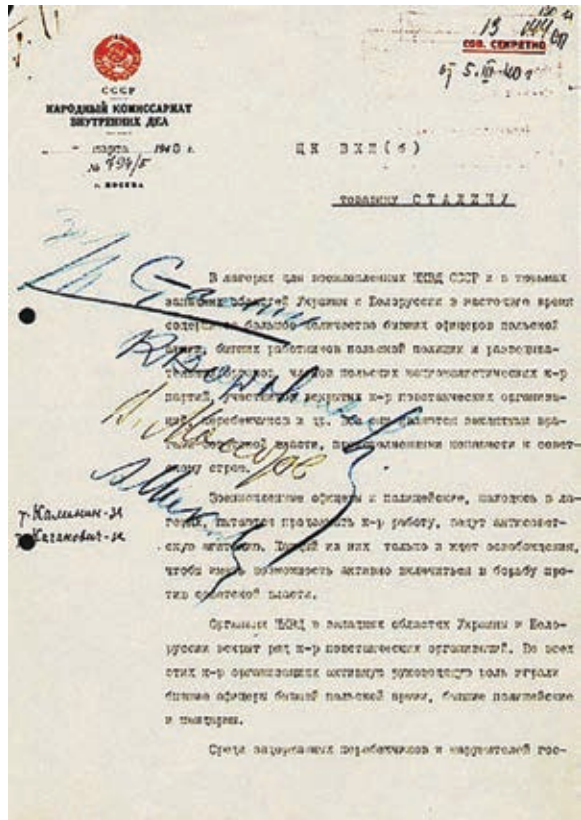 13 144
СОВ. СЕКРЕТНО
от 5.III.40 г
СССР
НАРОДНЫЙ КОМИССАРИАТ
ВНУТРЕННИХ ДЕЛ
марта 1940 г.
№ 794/Б
г. МОСКВА
ЦК ВКП(б)
товарищу СТАЛИНУ
В лагерях для военнопленных НКВД СССР и в тюрьмах
западных областей Украины и Белоруссии в настоящее время
содержится большое количество бывших офицеров польской
армии, бывших работников польской полиции и разведыва-
тельных органов, членов польских националистических к-р
партий, участников вскрытых к-р повстанческих организа-
ций, перебежчиков и др. Все они являются заклятыми вра-
гами советской власти, преисполненными ненависти к совет-
скому строю.
Военнопленные офицеры и полицейские, находясь в ла-
герях, пытаются продолжать к-р работу, ведут антисовет-
скую агитацию. Каждый из них только и ждет освобождения,
чтобы иметь возможность активно включиться в борьбу про-
тив советской власти.
т. Калинин - за
т. Каганович - за
Органами НКВД в западных областях Украины и Бело-
руссии вскрыт ряд к-р повстанческих организаций. Во всех
этих к-р организациях активную руководящую роль играли
бывшие офицеры бывшей польской армии, бывшие полицейские
и жандармы.
Среди задержанных перебежчиков и нарушителей гос-